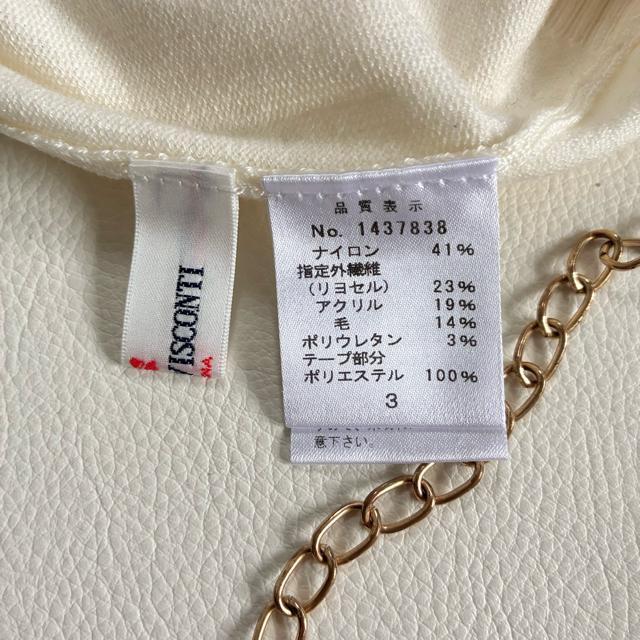 VISCONTI
NA
品質表示
No. 1437838
ナイロン 41%
指定外繊維
（リヨセル） 23%
アクリル 19%
毛 14%
ポリウレタン 3%
テープ部分
ポリエステル 100%
3
意下さい。